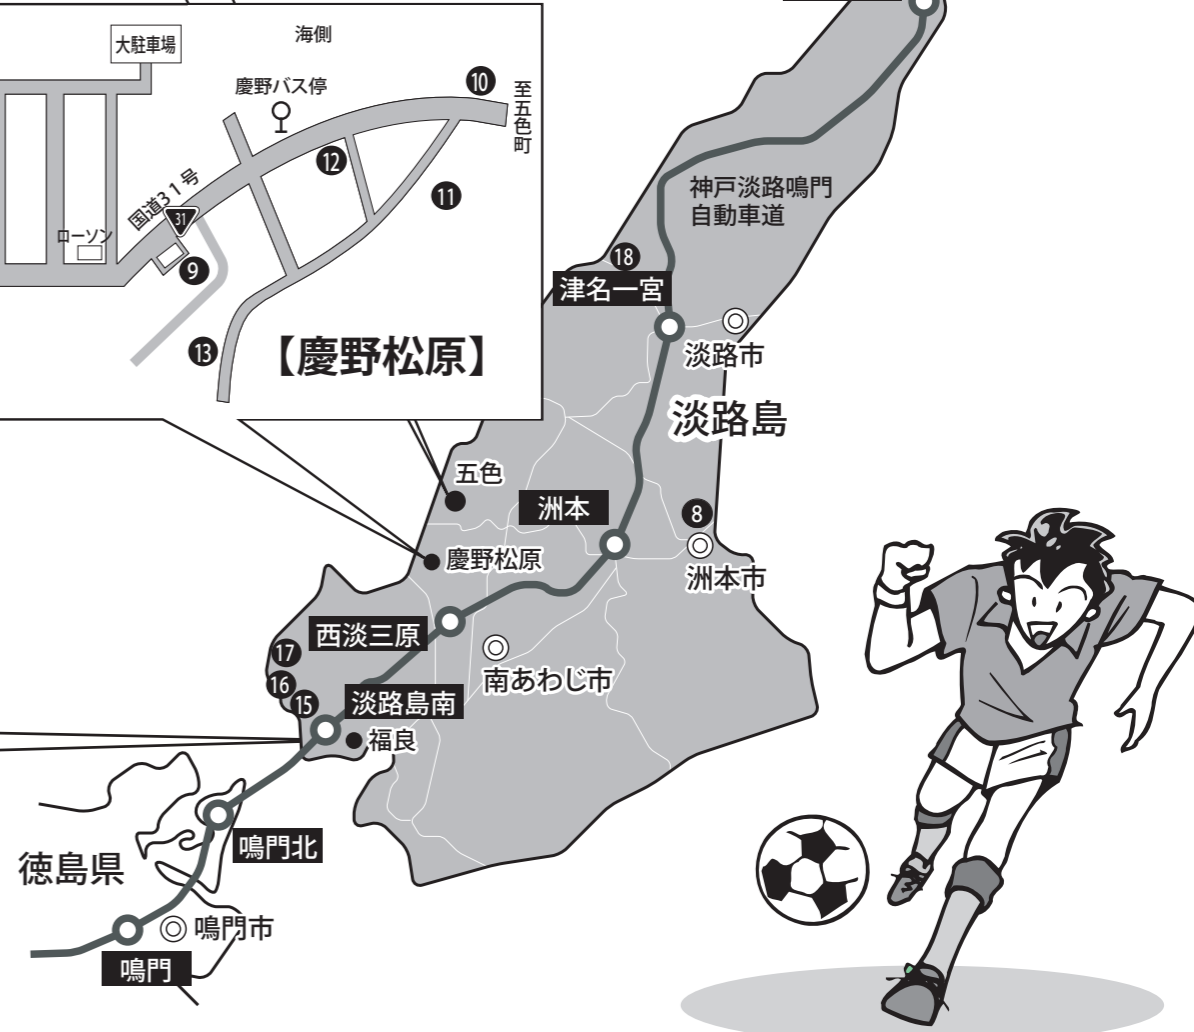 大駐車場
海側
慶野バス停
⑩
至五色町
⑫
⑪
国道31号
31
ローソン
⑨
⑬
【慶野松原】
神戸淡路鳴門
自動車道
⑱
津名一宮
淡路市
淡路島
五色
洲本
⑧
慶野松原
洲本市
西淡三原
⑰
南あわじ市
⑯
⑮
淡路島南
福良
鳴門北
徳島県
鳴門市
鳴門